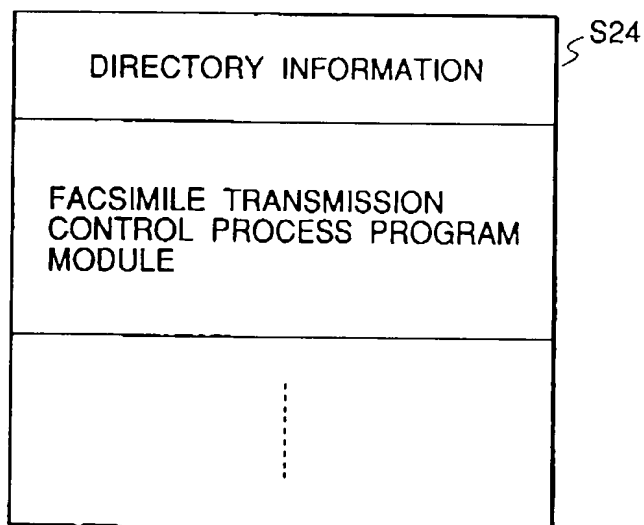 S24
DIRECTORY INFORMATION
FACSIMILE TRANSMISSION
CONTROL PROCESS PROGRAM
MODULE